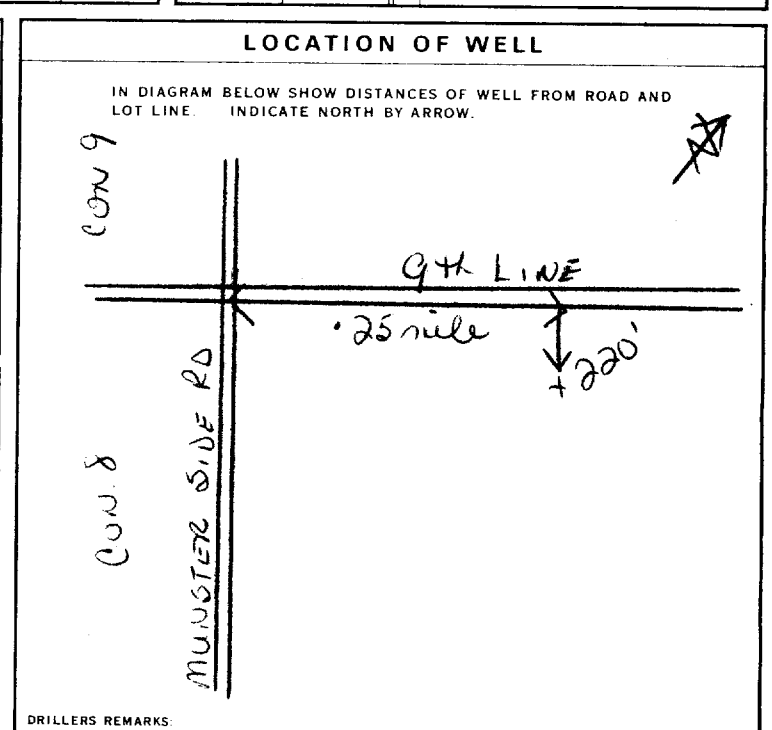 LOCATION OF WELL
IN DIAGRAM BELOW SHOW DISTANCES OF WELL FROM ROAD AND
LOT LINE. INDICATE NORTH BY ARROW.
CON 9
N
9th LINE
.25 mile
+ 220'
MUNSTER SIDE RD
CON. 8
DRILLERS REMARKS: